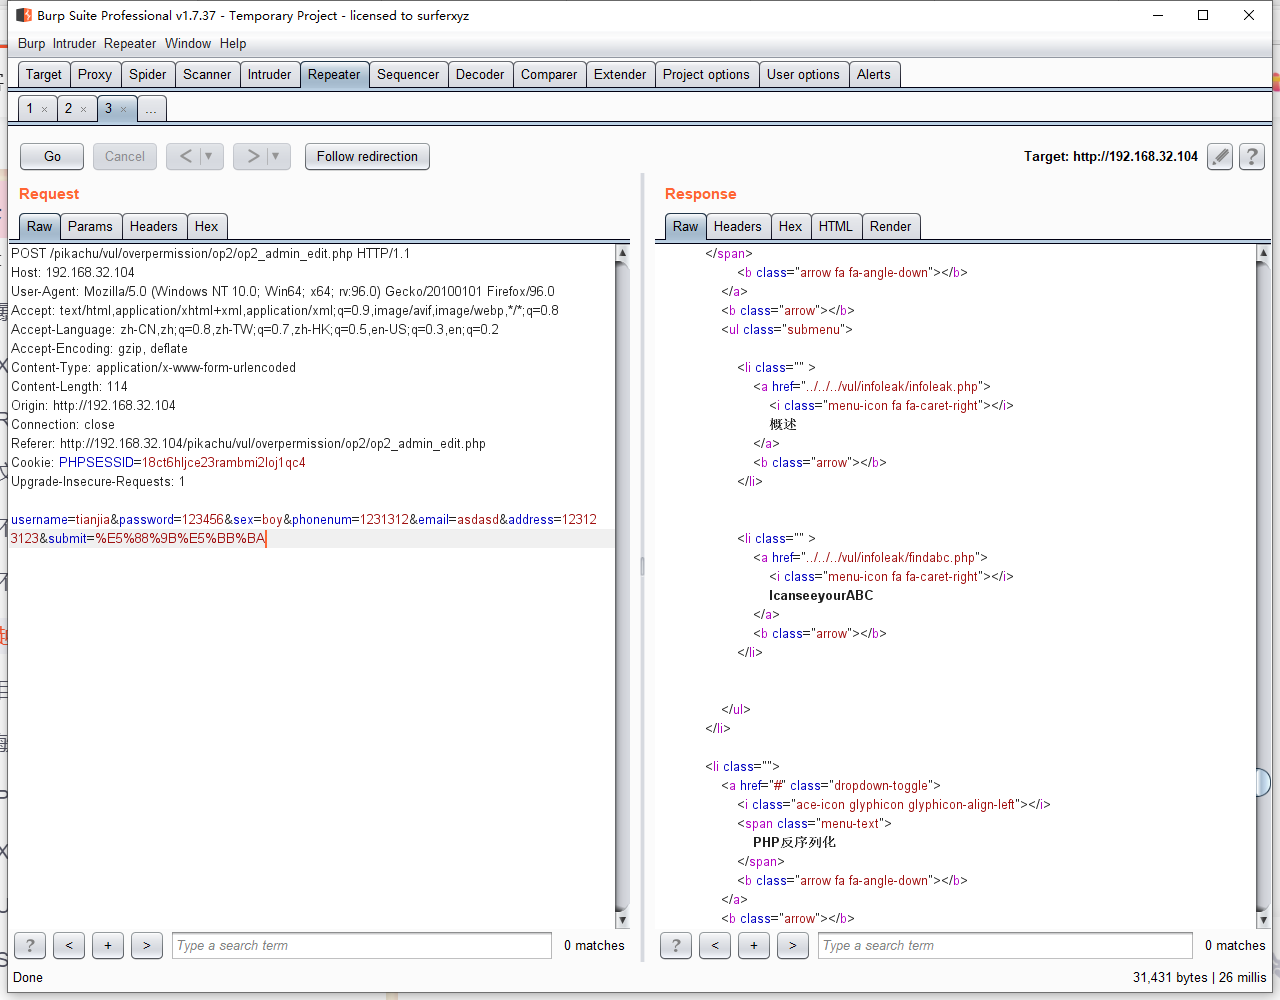 Burp Suite Professional v1.7.37 - Temporary Project - licensed to surferxyz
Burp Intruder Repeater Window Help
Target Proxy Spider Scanner Intruder Repeater Sequencer Decoder Comparer Extender Project options User options Alerts
1 × 2 × 3 × ...
Go Cancel < | ▼ > | ▼ Follow redirection Target: http://192.168.32.104 ?
Request
Raw Params Headers Hex
POST /pikachu/vul/overpermission/op2/op2_admin_edit.php HTTP/1.1
Host: 192.168.32.104
User-Agent: Mozilla/5.0 (Windows NT 10.0; Win64; x64; rv:96.0) Gecko/20100101 Firefox/96.0
Accept: text/html,application/xhtml+xml,application/xml;q=0.9,image/avif,image/webp,*/*;q=0.8
Accept-Language: zh-CN,zh;q=0.8,zh-TW;q=0.7,zh-HK;q=0.5,en-US;q=0.3,en;q=0.2
Accept-Encoding: gzip, deflate
Content-Type: application/x-www-form-urlencoded
Content-Length: 114
Origin: http://192.168.32.104
Connection: close
Referer: http://192.168.32.104/pikachu/vul/overpermission/op2/op2_admin_edit.php
Cookie: PHPSESSID=18ct6hljce23rambmi2loj1qc4
Upgrade-Insecure-Requests: 1
username=tianjia&password=123456&sex=boy&phonenum=1231312&email=asdasd&address=12312
3123&submit=%E5%88%9B%E5%BB%BA
? < + > Type a search term 0 matches
Response
Raw Headers Hex HTML Render
</span>
<b class="arrow fa fa-angle-down"></b>
</a>
<b class="arrow"></b>
<ul class="submenu">
<li class="" >
<a href="../../../vul/infoleak/infoleak.php">
<i class="menu-icon fa fa-caret-right"></i>
概述
</a>
<b class="arrow"></b>
</li>
<li class="" >
<a href="../../../vul/infoleak/findabc.php">
<i class="menu-icon fa fa-caret-right"></i>
IcanseeyourABC
</a>
<b class="arrow"></b>
</li>
</ul>
</li>
<li class="">
<a href="#" class="dropdown-toggle">
<i class="ace-icon glyphicon glyphicon-align-left"></i>
<span class="menu-text">
PHP反序列化
</span>
<b class="arrow fa fa-angle-down"></b>
</a>
<b class="arrow"></b>
? < + > Type a search term 0 matches
Done 31,431 bytes | 26 millis